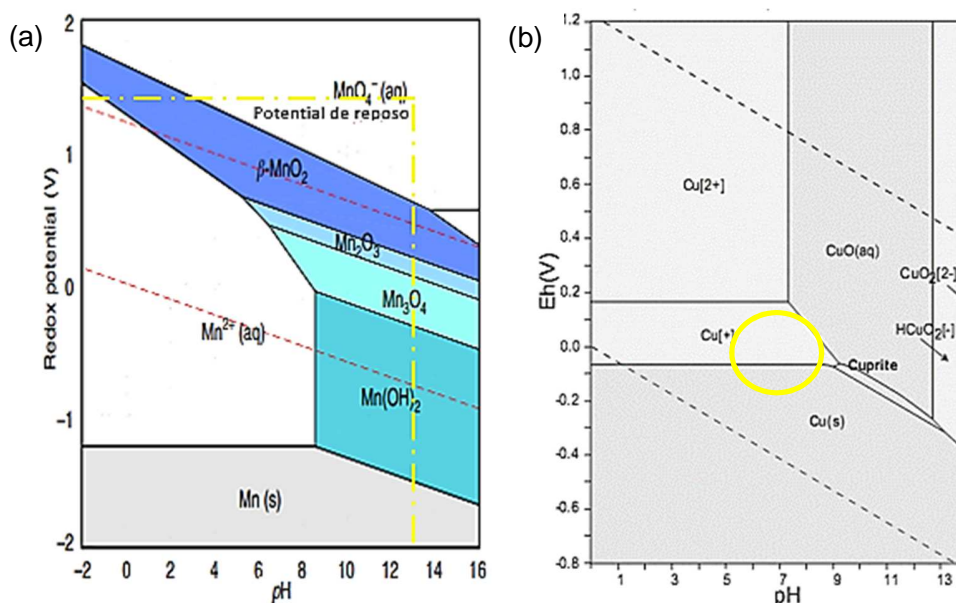 (a)
2
1
0
−1
−2
Redox potential (V)
MnO₄⁻ (aq)
Potential de reposo
β-MnO₂
Mn₂O₃
Mn₃O₄
Mn²⁺ (aq)
Mn(OH)₂
Mn (s)
−2 0 2 4 6 8 10 12 14 16
pH
(b)
1.2
1.0
0.8
0.6
0.4
0.2
0.0
-0.2
-0.4
-0.6
-0.8
Eh(V)
Cu[2+]
CuO(aq)
CuO₂[2-]
HCuO₂[-]
Cu[+]
Cuprite
Cu(s)
1 3 5 7 9 11 13
pH